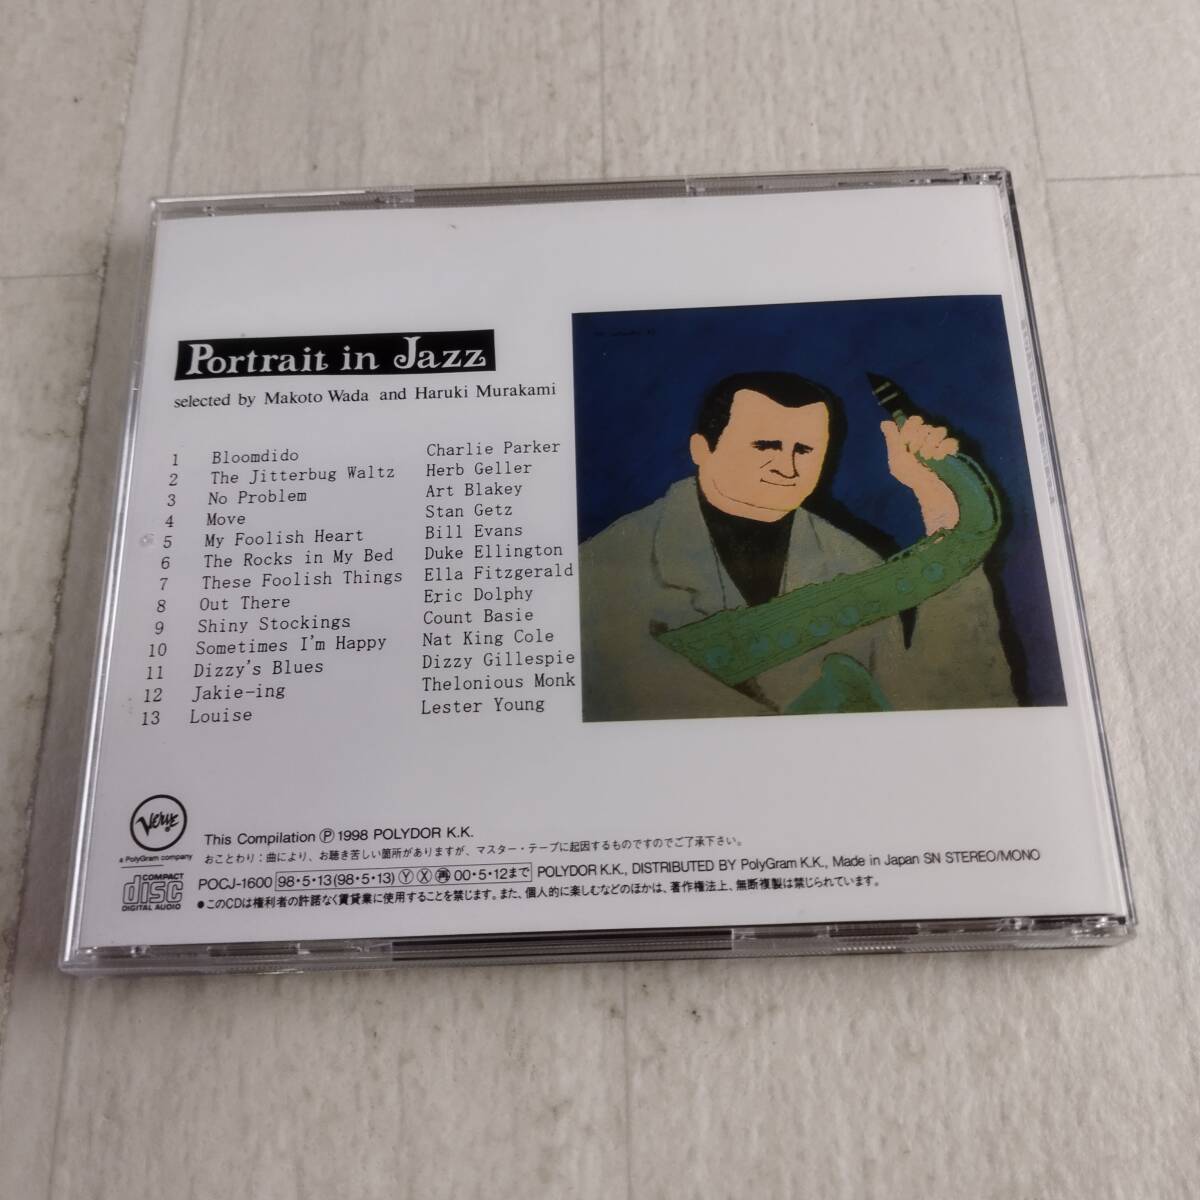 Portrait in Jazz
selected by Makoto Wada and Haruki Murakami
1 Bloomdido Charlie Parker
2 The Jitterbug Waltz Herb Geller
3 No Problem Art Blakey
4 Move Stan Getz
5 My Foolish Heart Bill Evans
6 The Rocks in My Bed Duke Ellington
7 These Foolish Things Ella Fitzgerald
8 Out There Eric Dolphy
9 Shiny Stockings Count Basie
10 Sometimes I'm Happy Nat King Cole
11 Dizzy's Blues Dizzy Gillespie
12 Jakie-ing Thelonious Monk
13 Louise Lester Young
Verve
a PolyGram company
This Compilation Ⓟ 1998 POLYDOR K.K.
おことわり：曲により、お聴き苦しい箇所がありますが、マスター・テープに起因するものですのでご了承下さい。
COMPACT
disc
DIGITAL AUDIO
POCJ-1600 98・5・13(98・5・13) Ⓨ Ⓧ ㊢ 00・5・12まで POLYDOR K.K., DISTRIBUTED BY PolyGram K.K., Made in Japan SN STEREO/MONO
●このCDは権利者の許諾なく賃貸業に使用することを禁じます。また、個人的に楽しむなどのほかは、著作権法上、無断複製は禁じられています。